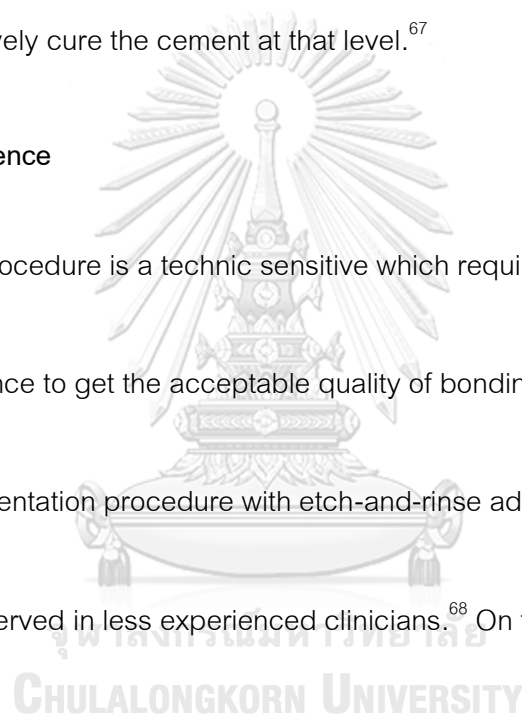 vely cure the cement at that level.67
ence
ocedure is a technic sensitive which requi
nce to get the acceptable quality of bondin
entation procedure with etch-and-rinse ad
erved in less experienced clinicians.68 On
จุฬาลงกรณ์มหาวิทยาลัย
CHULALONGKORN UNIVERSITY